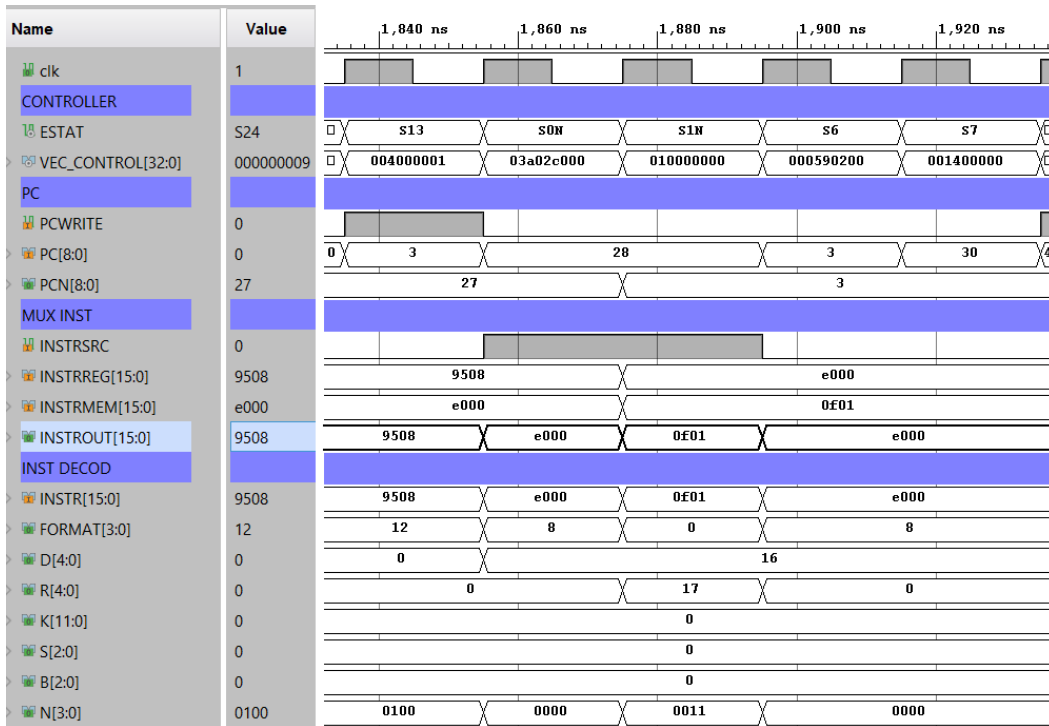 Name Value 1,840 ns 1,860 ns 1,880 ns 1,900 ns 1,920 ns
clk 1
CONTROLLER
ESTAT S24 S13 S0N S1N S6 S7
VEC_CONTROL[32:0] 000000009 004000001 03a02c000 010000000 000590200 001400000
PC
PCWRITE 0
PC[8:0] 0 0 3 28 3 30 4
PCN[8:0] 27 27 3
MUX INST
INSTRSRC 0
INSTRREG[15:0] 9508 9508 e000
INSTRMEM[15:0] e000 e000 0f01
INSTROUT[15:0] 9508 9508 e000 0f01 e000
INST DECOD
INSTR[15:0] 9508 9508 e000 0f01 e000
FORMAT[3:0] 12 12 8 0 8
D[4:0] 0 0 16
R[4:0] 0 0 17 0
K[11:0] 0 0
S[2:0] 0 0
B[2:0] 0 0
N[3:0] 0100 0100 0000 0011 0000